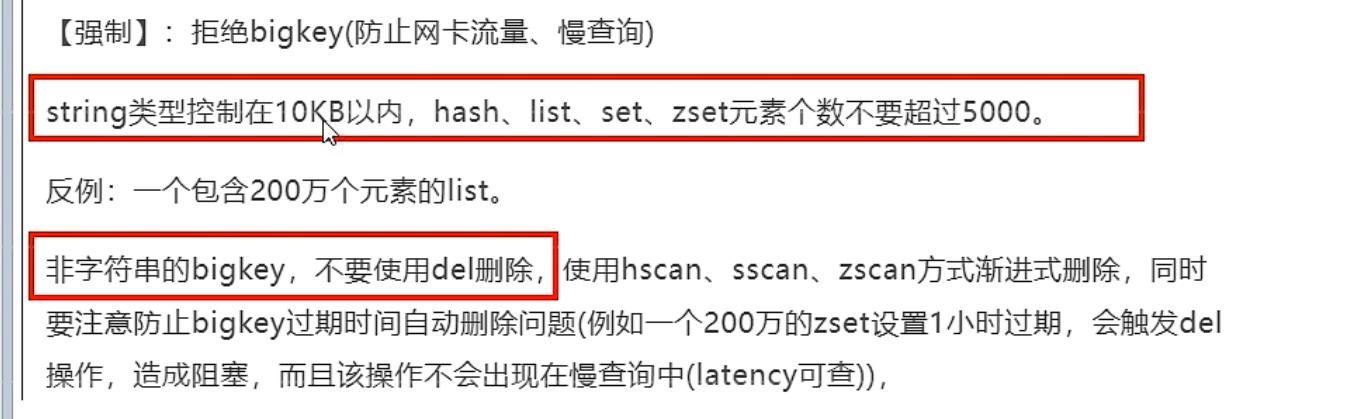 【强制】:拒绝bigkey(防止网卡流量、慢查询)
string类型控制在10KB以内,hash、list、set、zset元素个数不要超过5000。
反例:一个包含200万个元素的list。
非字符串的bigkey,不要使用del删除,使用hscan、sscan、zscan方式渐进式删除,同时
要注意防止bigkey过期时间自动删除问题(例如一个200万的zset设置1小时过期,会触发del
操作,造成阻塞,而且该操作不会出现在慢查询中(latency可查)),